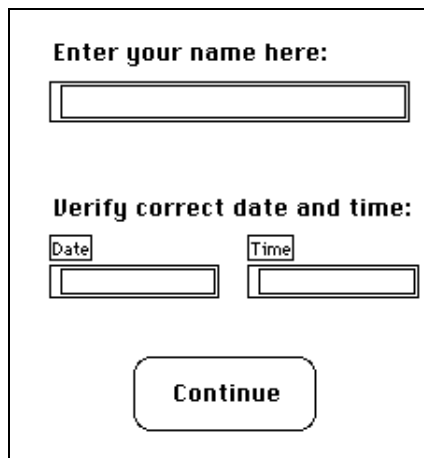 Enter your name here:
Verify correct date and time:
Date Time
Continue